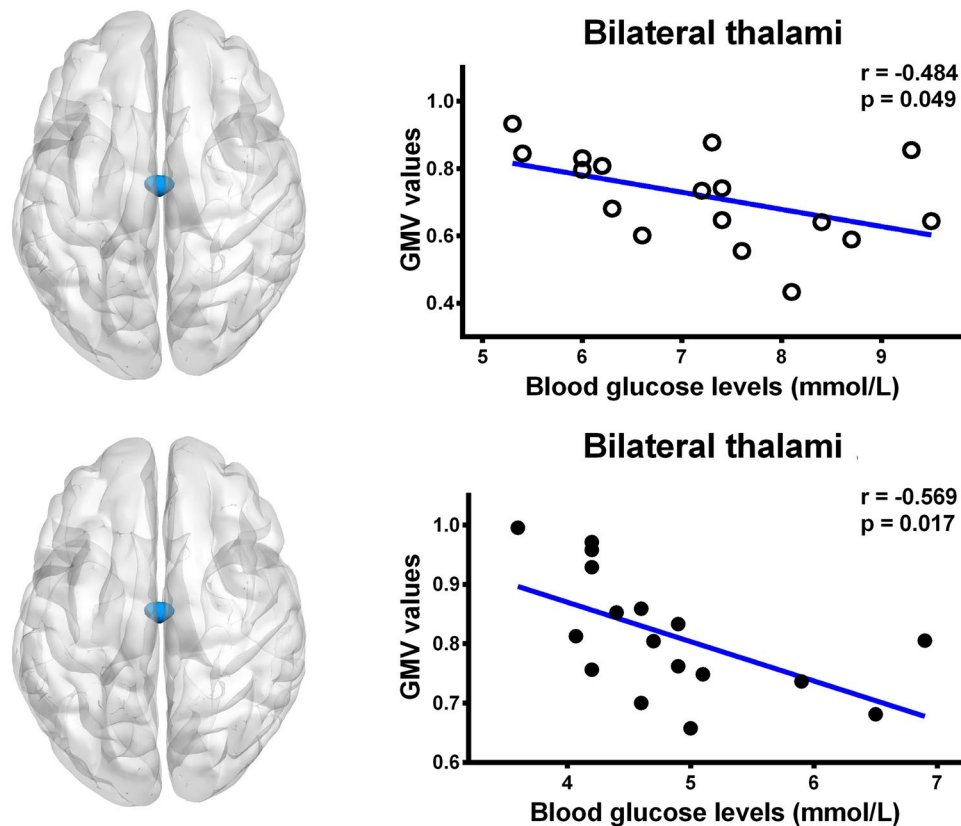 Bilateral thalami
r = -0.484
p = 0.049
1.0
0.8
0.6
0.4
GMV values
5 6 7 8 9
Blood glucose levels (mmol/L)
Bilateral thalami
r = -0.569
p = 0.017
1.0
0.9
0.8
0.7
0.6
GMV values
4 5 6 7
Blood glucose levels (mmol/L)